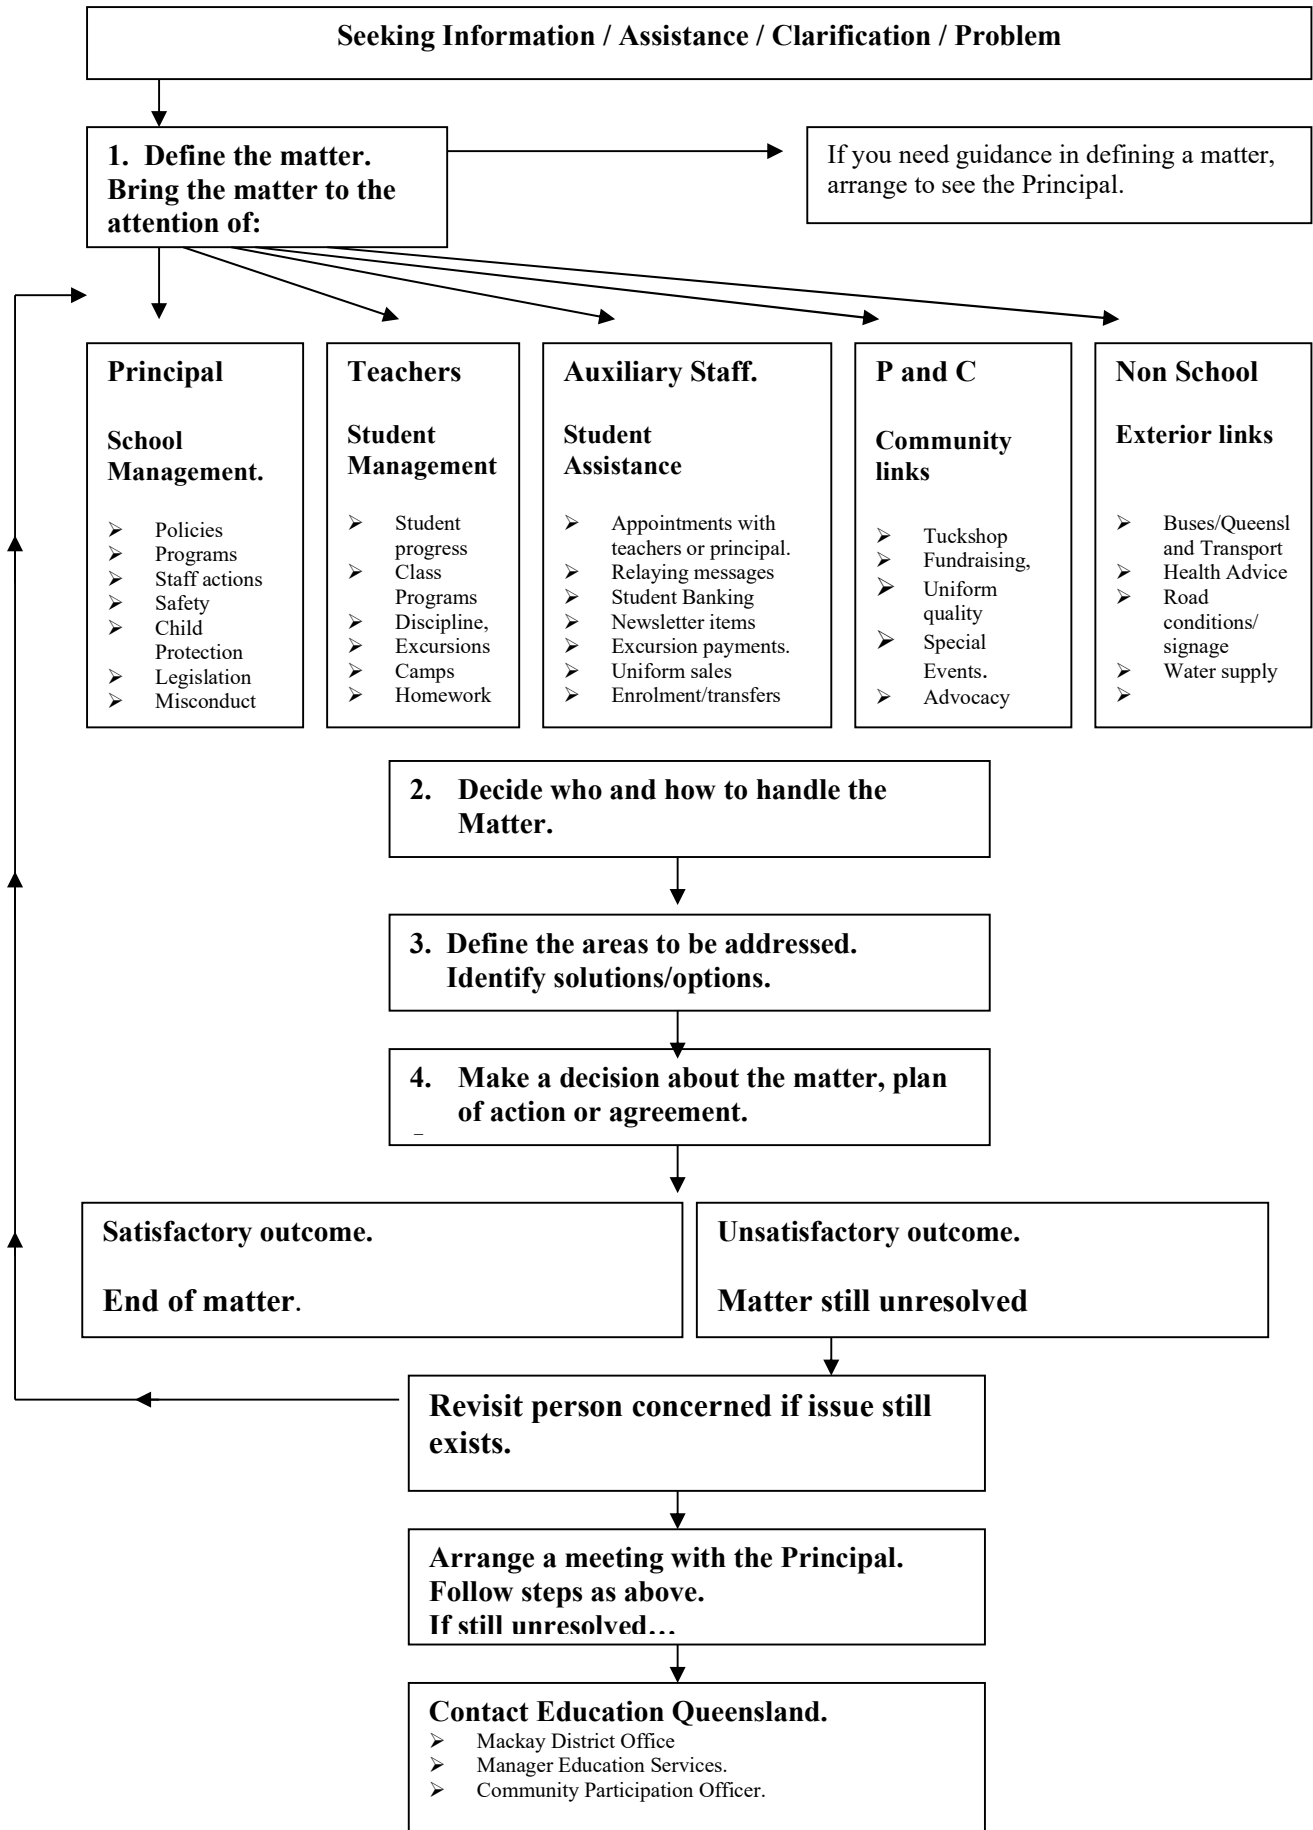 Seeking Information / Assistance / Clarification / Problem
1. Define the matter.
Bring the matter to the
attention of:
If you need guidance in defining a matter,
arrange to see the Principal.
Principal
School
Management.
➢ Policies
➢ Programs
➢ Staff actions
➢ Safety
➢ Child
Protection
➢ Legislation
➢ Misconduct
Teachers
Student
Management
➢ Student
progress
➢ Class
Programs
➢ Discipline,
➢ Excursions
➢ Camps
➢ Homework
Auxiliary Staff.
Student
Assistance
➢ Appointments with
teachers or principal.
➢ Relaying messages
➢ Student Banking
➢ Newsletter items
➢ Excursion payments.
➢ Uniform sales
➢ Enrolment/transfers
P and C
Community
links
➢ Tuckshop
➢ Fundraising,
➢ Uniform
quality
➢ Special
Events.
➢ Advocacy
Non School
Exterior links
➢ Buses/Queensl
and Transport
➢ Health Advice
➢ Road
conditions/
signage
➢ Water supply
➢
2. Decide who and how to handle the
Matter.
3. Define the areas to be addressed.
Identify solutions/options.
4. Make a decision about the matter, plan
of action or agreement.
Satisfactory outcome.
End of matter.
Unsatisfactory outcome.
Matter still unresolved
Revisit person concerned if issue still
exists.
Arrange a meeting with the Principal.
Follow steps as above.
If still unresolved…
Contact Education Queensland.
➢ Mackay District Office
➢ Manager Education Services.
➢ Community Participation Officer.